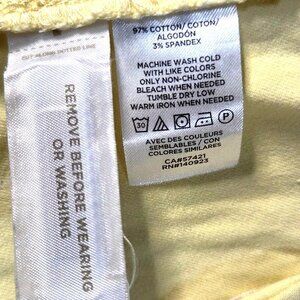 CUT ALONG DOTTED LINE
REMOVE BEFORE WEARING
OR WASHING
97% COTTON/COTON/
ALGODÓN
3% SPANDEX
MACHINE WASH COLD
WITH LIKE COLORS
ONLY NON-CHLORINE
BLEACH WHEN NEEDED
TUMBLE DRY LOW
WARM IRON WHEN NEEDED
30
P
AVEC DES COULEURS
SEMBLABLES / CON
COLORES SIMILARES
CA#57421
RN#140923